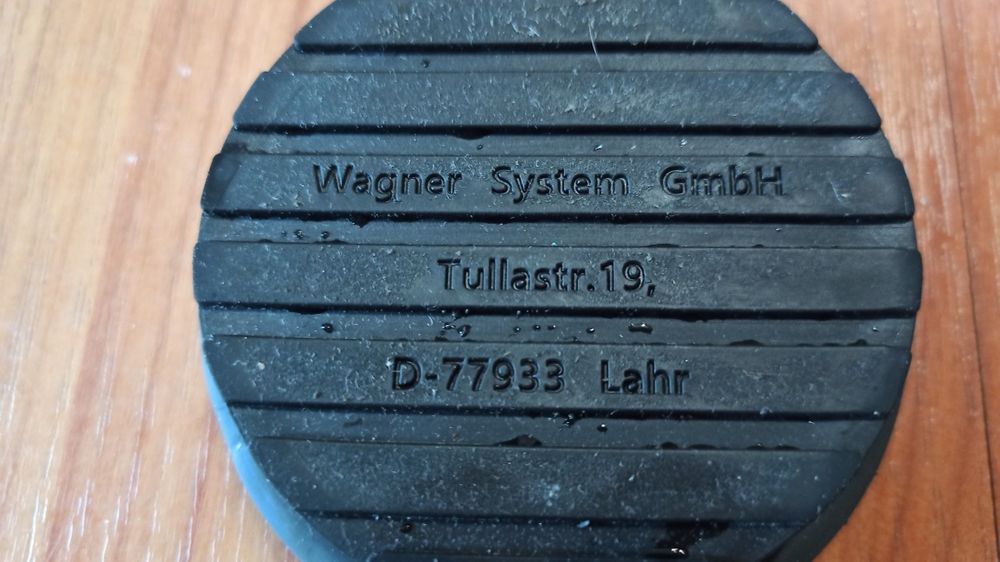 Wagner System GmbH
Tullastr.19,
D-77933 Lahr